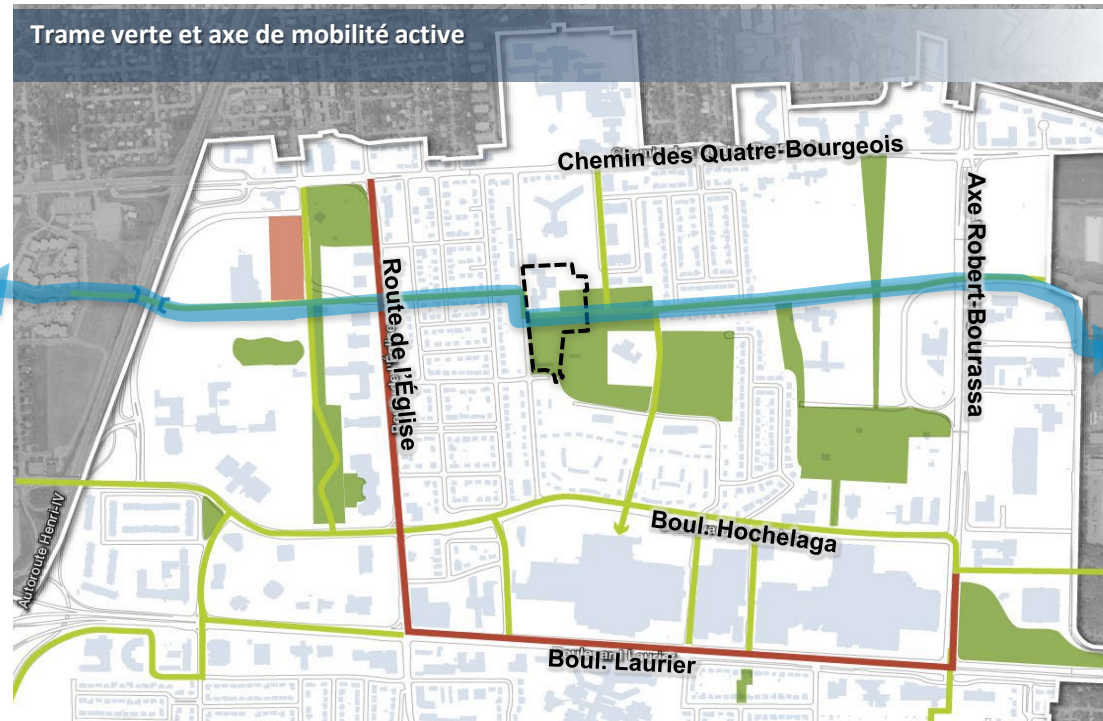 Trame verte et axe de mobilité active
Chemin des Quatre-Bourgeois
Axe Robert-Bourassa
Route de l'Église
Boul. Hochelaga
Autoroute Henri-IV
Boul. Laurier